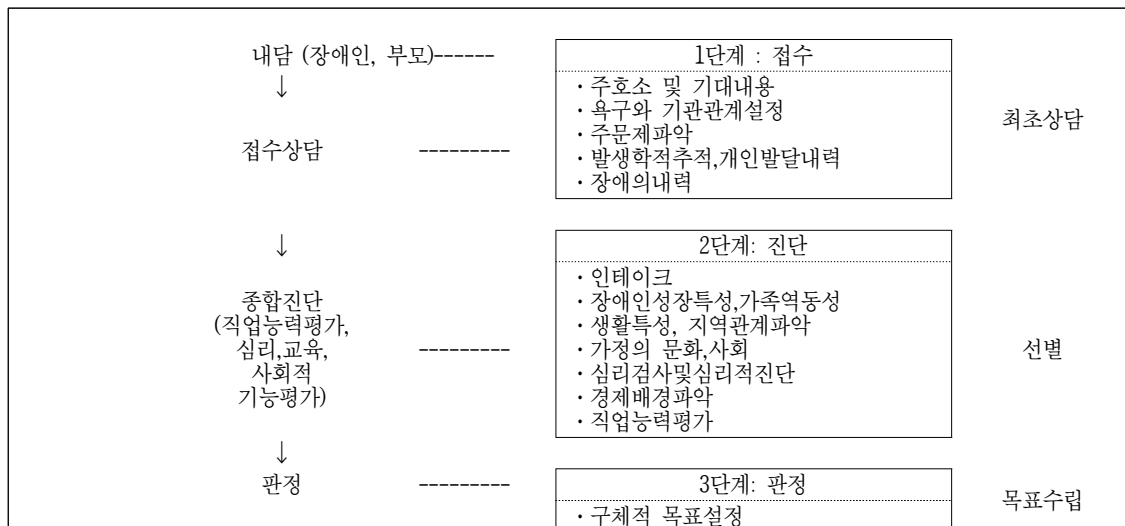 내담 (장애인, 부모)------
↓
접수상담 ---------
1단계 : 접수
・주호소 및 기대내용
・욕구와 기관관계설정
・주문제파악
・발생학적추적,개인발달내력
・장애의내력
최초상담
↓
종합진단
(직업능력평가,
심리,교육,
사회적
기능평가)
---------
2단계: 진단
・인테이크
・장애인성장특성,가족역동성
・생활특성, 지역관계파악
・가정의 문화,사회
・심리검사및심리적진단
・경제배경파악
・직업능력평가
선별
↓
판정 ---------
3단계: 판정
・구체적 목표설정
목표수립